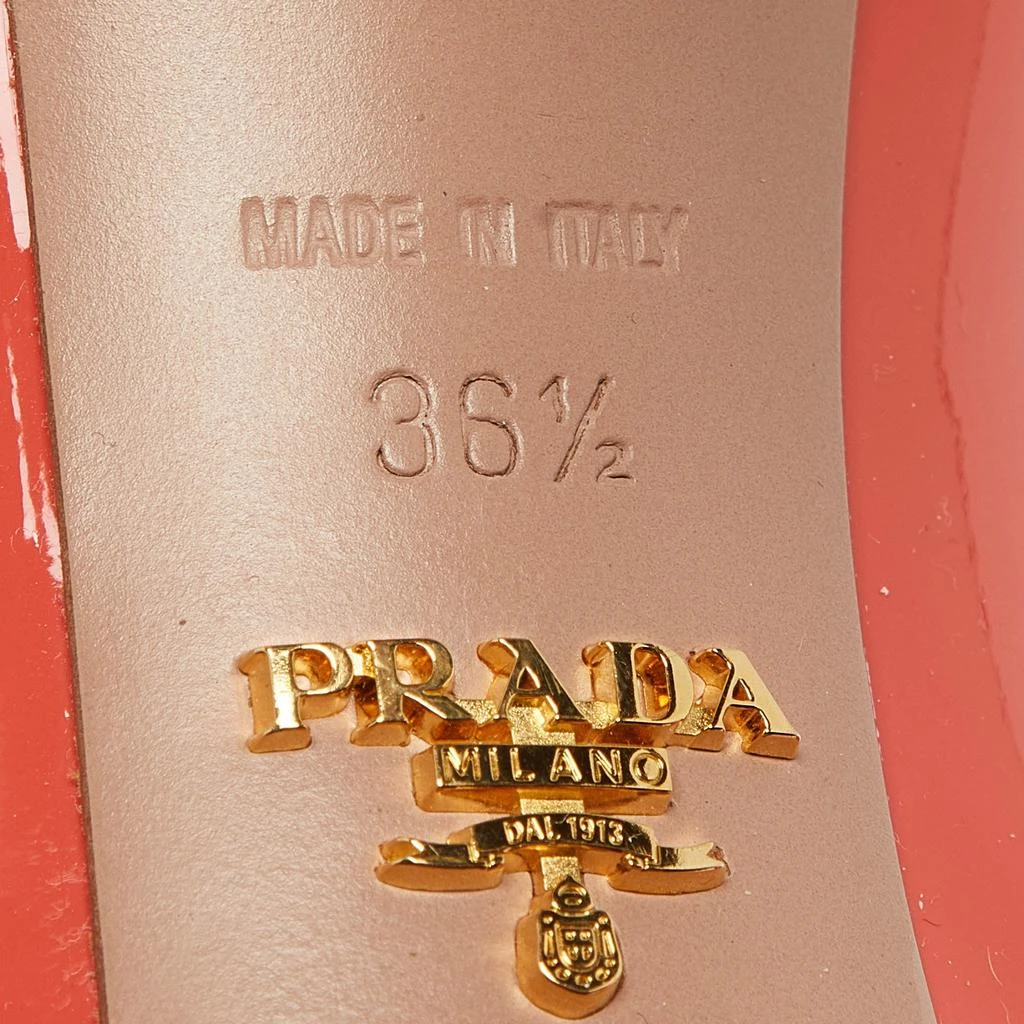 MADE IN ITALY
36½
PRADA
MILANO
DAL 1913